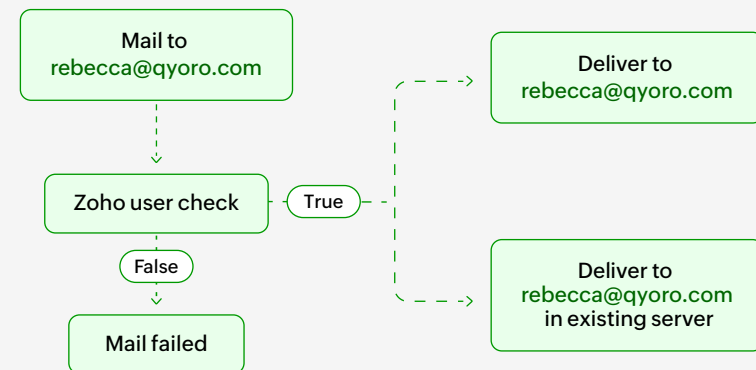 Mail to
rebecca@qyoro.com
Deliver to
rebecca@qyoro.com
Zoho user check
True
False
Deliver to
rebecca@qyoro.com
in existing server
Mail failed